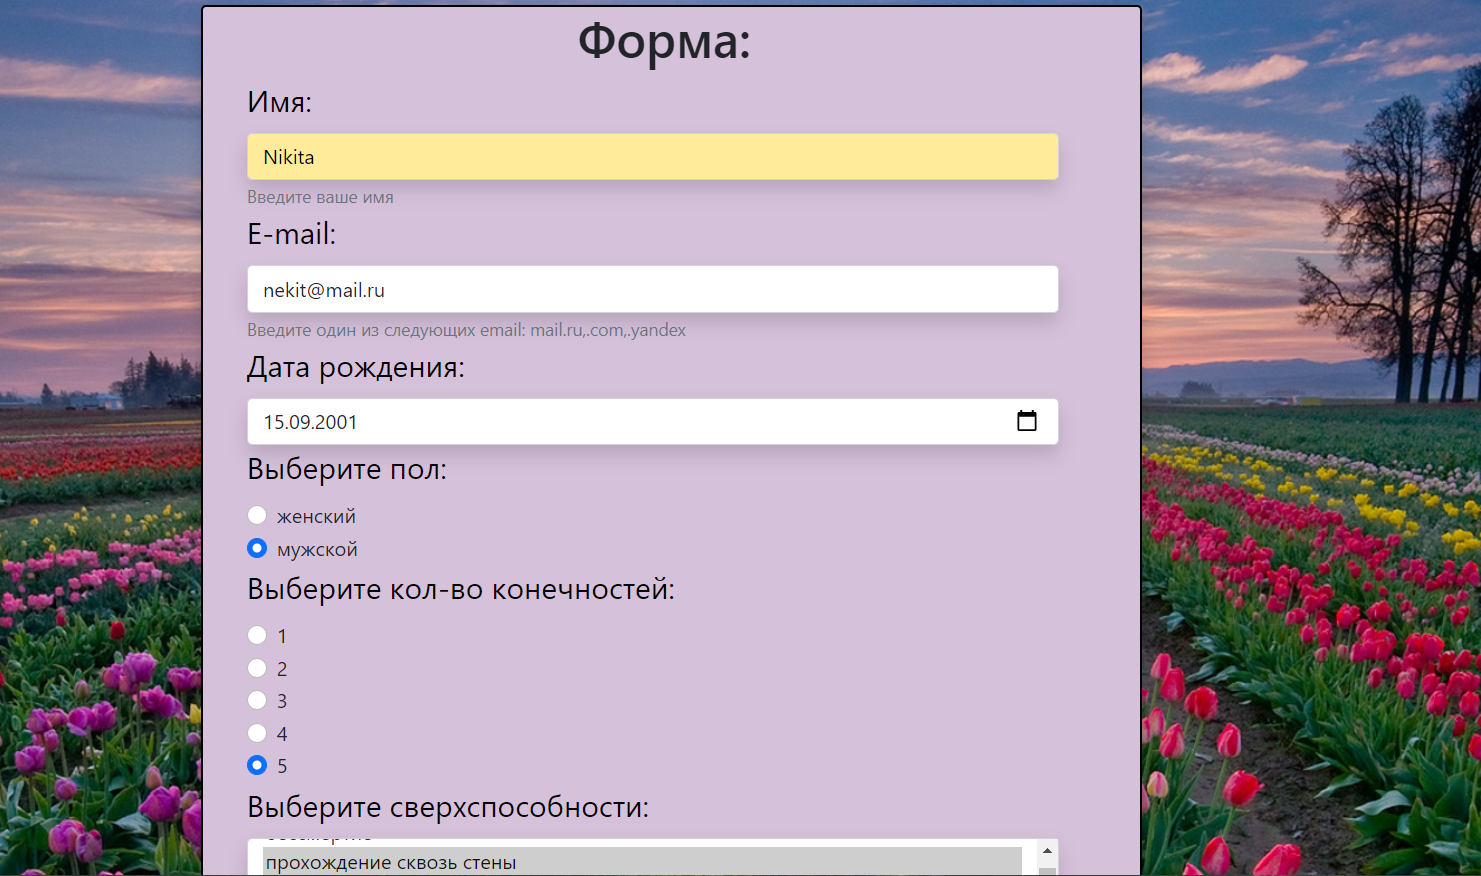 Форма:
Имя:
Nikita
Введите ваше имя
E-mail:
nekit@mail.ru
Введите один из следующих email: mail.ru,.com,.yandex
Дата рождения:
15.09.2001
Выберите пол:
женский
мужской
Выберите кол-во конечностей:
1
2
3
4
5
Выберите сверхспособности:
прохождение сквозь стены